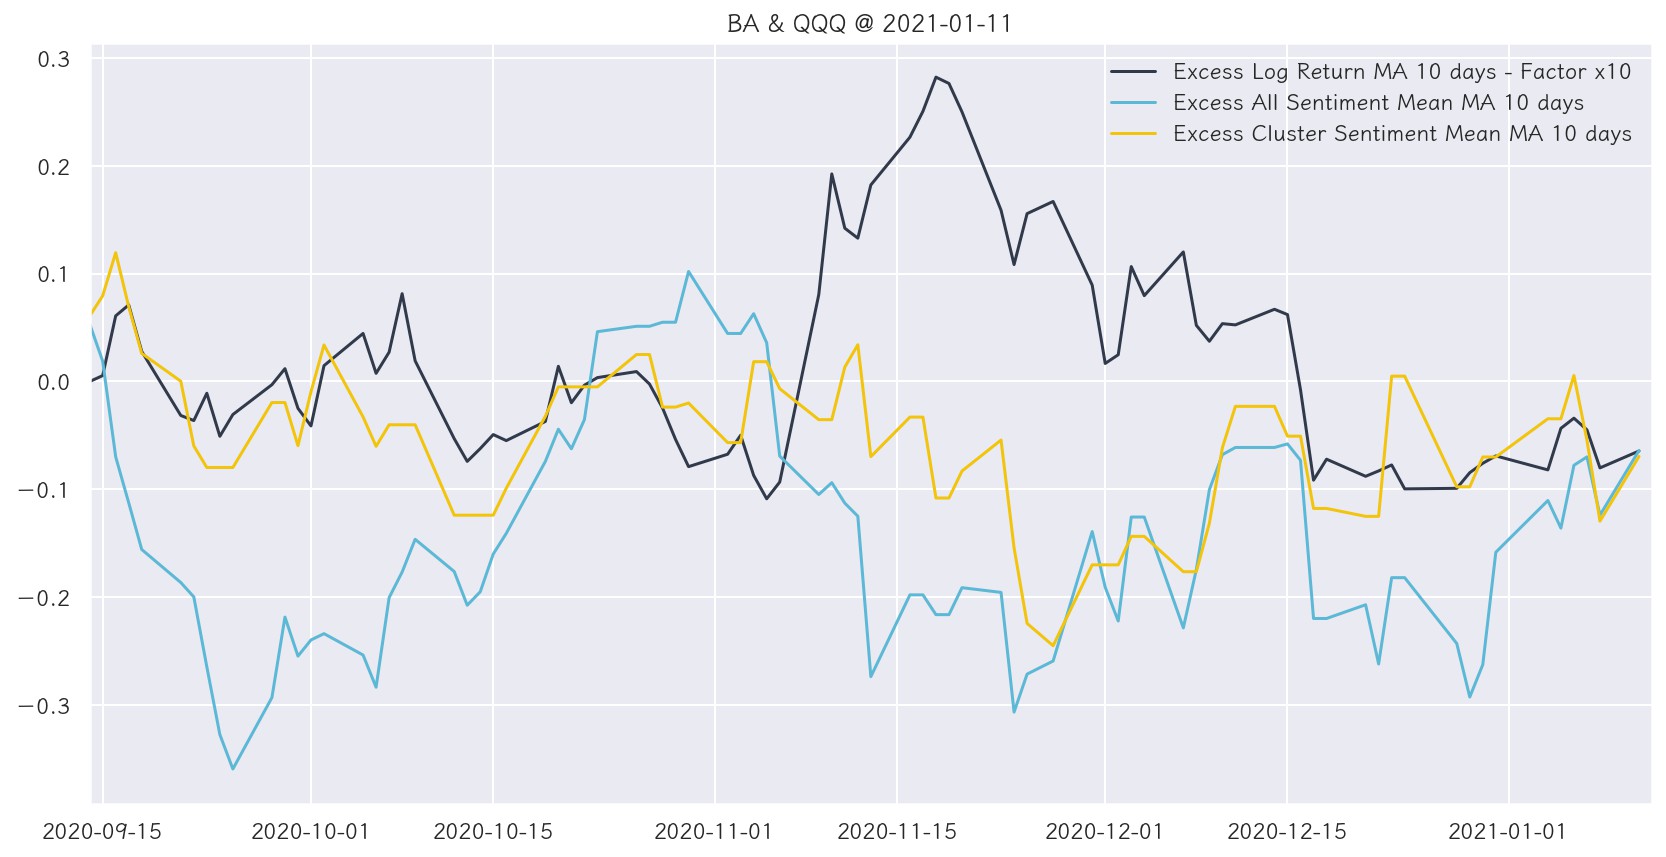 BA & QQQ @ 2021-01-11
Excess Log Return MA 10 days - Factor x10
Excess All Sentiment Mean MA 10 days
Excess Cluster Sentiment Mean MA 10 days
0.3
0.2
0.1
0.0
−0.1
−0.2
−0.3
2020-09-15 2020-10-01 2020-10-15 2020-11-01 2020-11-15 2020-12-01 2020-12-15 2021-01-01